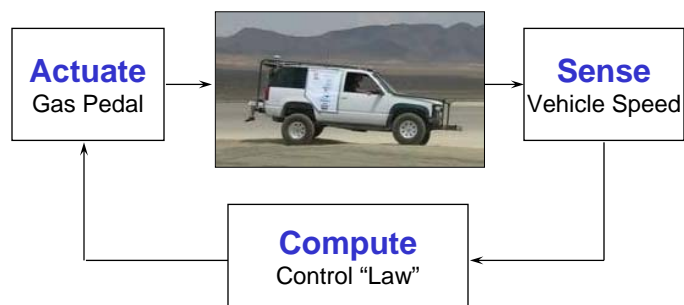 Actuate
Gas Pedal
Sense
Vehicle Speed
Compute
Control “Law”